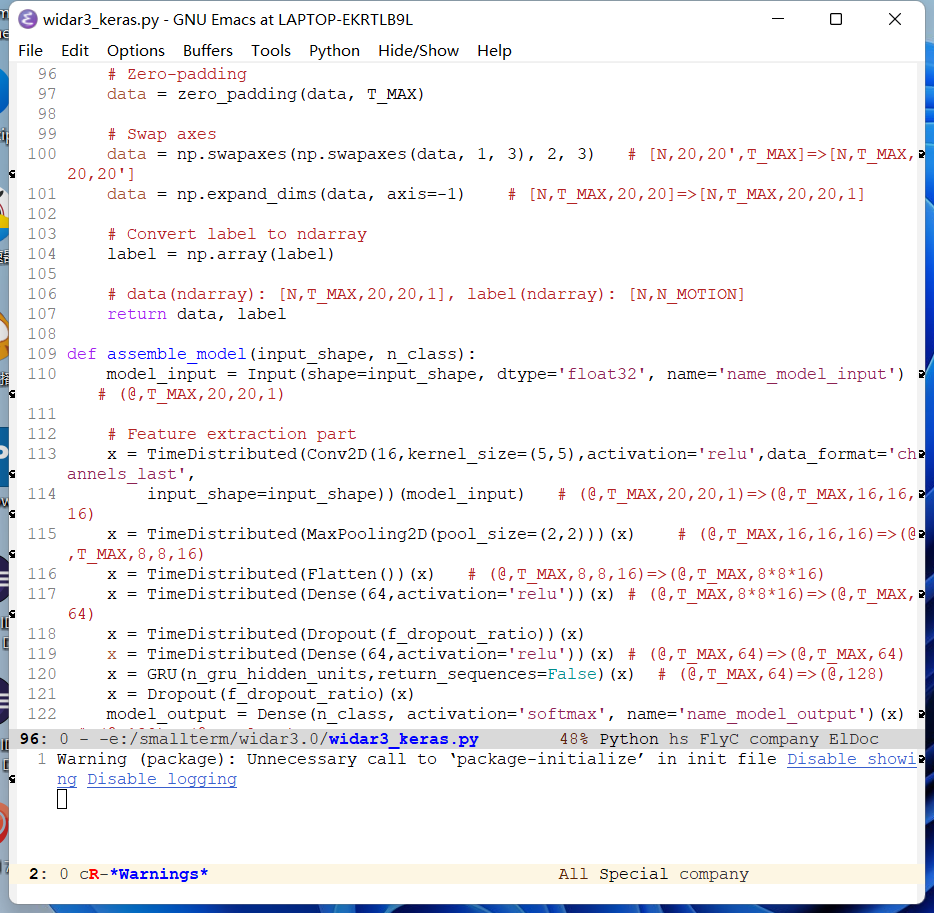 widar3_keras.py - GNU Emacs at LAPTOP-EKRTLB9L
File Edit Options Buffers Tools Python Hide/Show Help
96 # Zero-padding
97 data = zero_padding(data, T_MAX)
98
99 # Swap axes
100 data = np.swapaxes(np.swapaxes(data, 1, 3), 2, 3) # [N,20,20',T_MAX]=>[N,T_MAX,
20,20']
101 data = np.expand_dims(data, axis=-1) # [N,T_MAX,20,20]=>[N,T_MAX,20,20,1]
102
103 # Convert label to ndarray
104 label = np.array(label)
105
106 # data(ndarray): [N,T_MAX,20,20,1], label(ndarray): [N,N_MOTION]
107 return data, label
108
109 def assemble_model(input_shape, n_class):
110 model_input = Input(shape=input_shape, dtype='float32', name='name_model_input')
# (@,T_MAX,20,20,1)
111
112 # Feature extraction part
113 x = TimeDistributed(Conv2D(16,kernel_size=(5,5),activation='relu',data_format='ch
annels_last',
114 input_shape=input_shape))(model_input) # (@,T_MAX,20,20,1)=>(@,T_MAX,16,16,
16)
115 x = TimeDistributed(MaxPooling2D(pool_size=(2,2)))(x) # (@,T_MAX,16,16,16)=>(@
,T_MAX,8,8,16)
116 x = TimeDistributed(Flatten())(x) # (@,T_MAX,8,8,16)=>(@,T_MAX,8*8*16)
117 x = TimeDistributed(Dense(64,activation='relu'))(x) # (@,T_MAX,8*8*16)=>(@,T_MAX,
64)
118 x = TimeDistributed(Dropout(f_dropout_ratio))(x)
119 x = TimeDistributed(Dense(64,activation='relu'))(x) # (@,T_MAX,64)=>(@,T_MAX,64)
120 x = GRU(n_gru_hidden_units,return_sequences=False)(x) # (@,T_MAX,64)=>(@,128)
121 x = Dropout(f_dropout_ratio)(x)
122 model_output = Dense(n_class, activation='softmax', name='name_model_output')(x)
96: 0 - -e:/smallterm/widar3.0/widar3_keras.py 48% Python hs FlyC company ElDoc
1 Warning (package): Unnecessary call to ‘package-initialize’ in init file Disable showi
ng Disable logging
2: 0 cR-*Warnings* All Special company